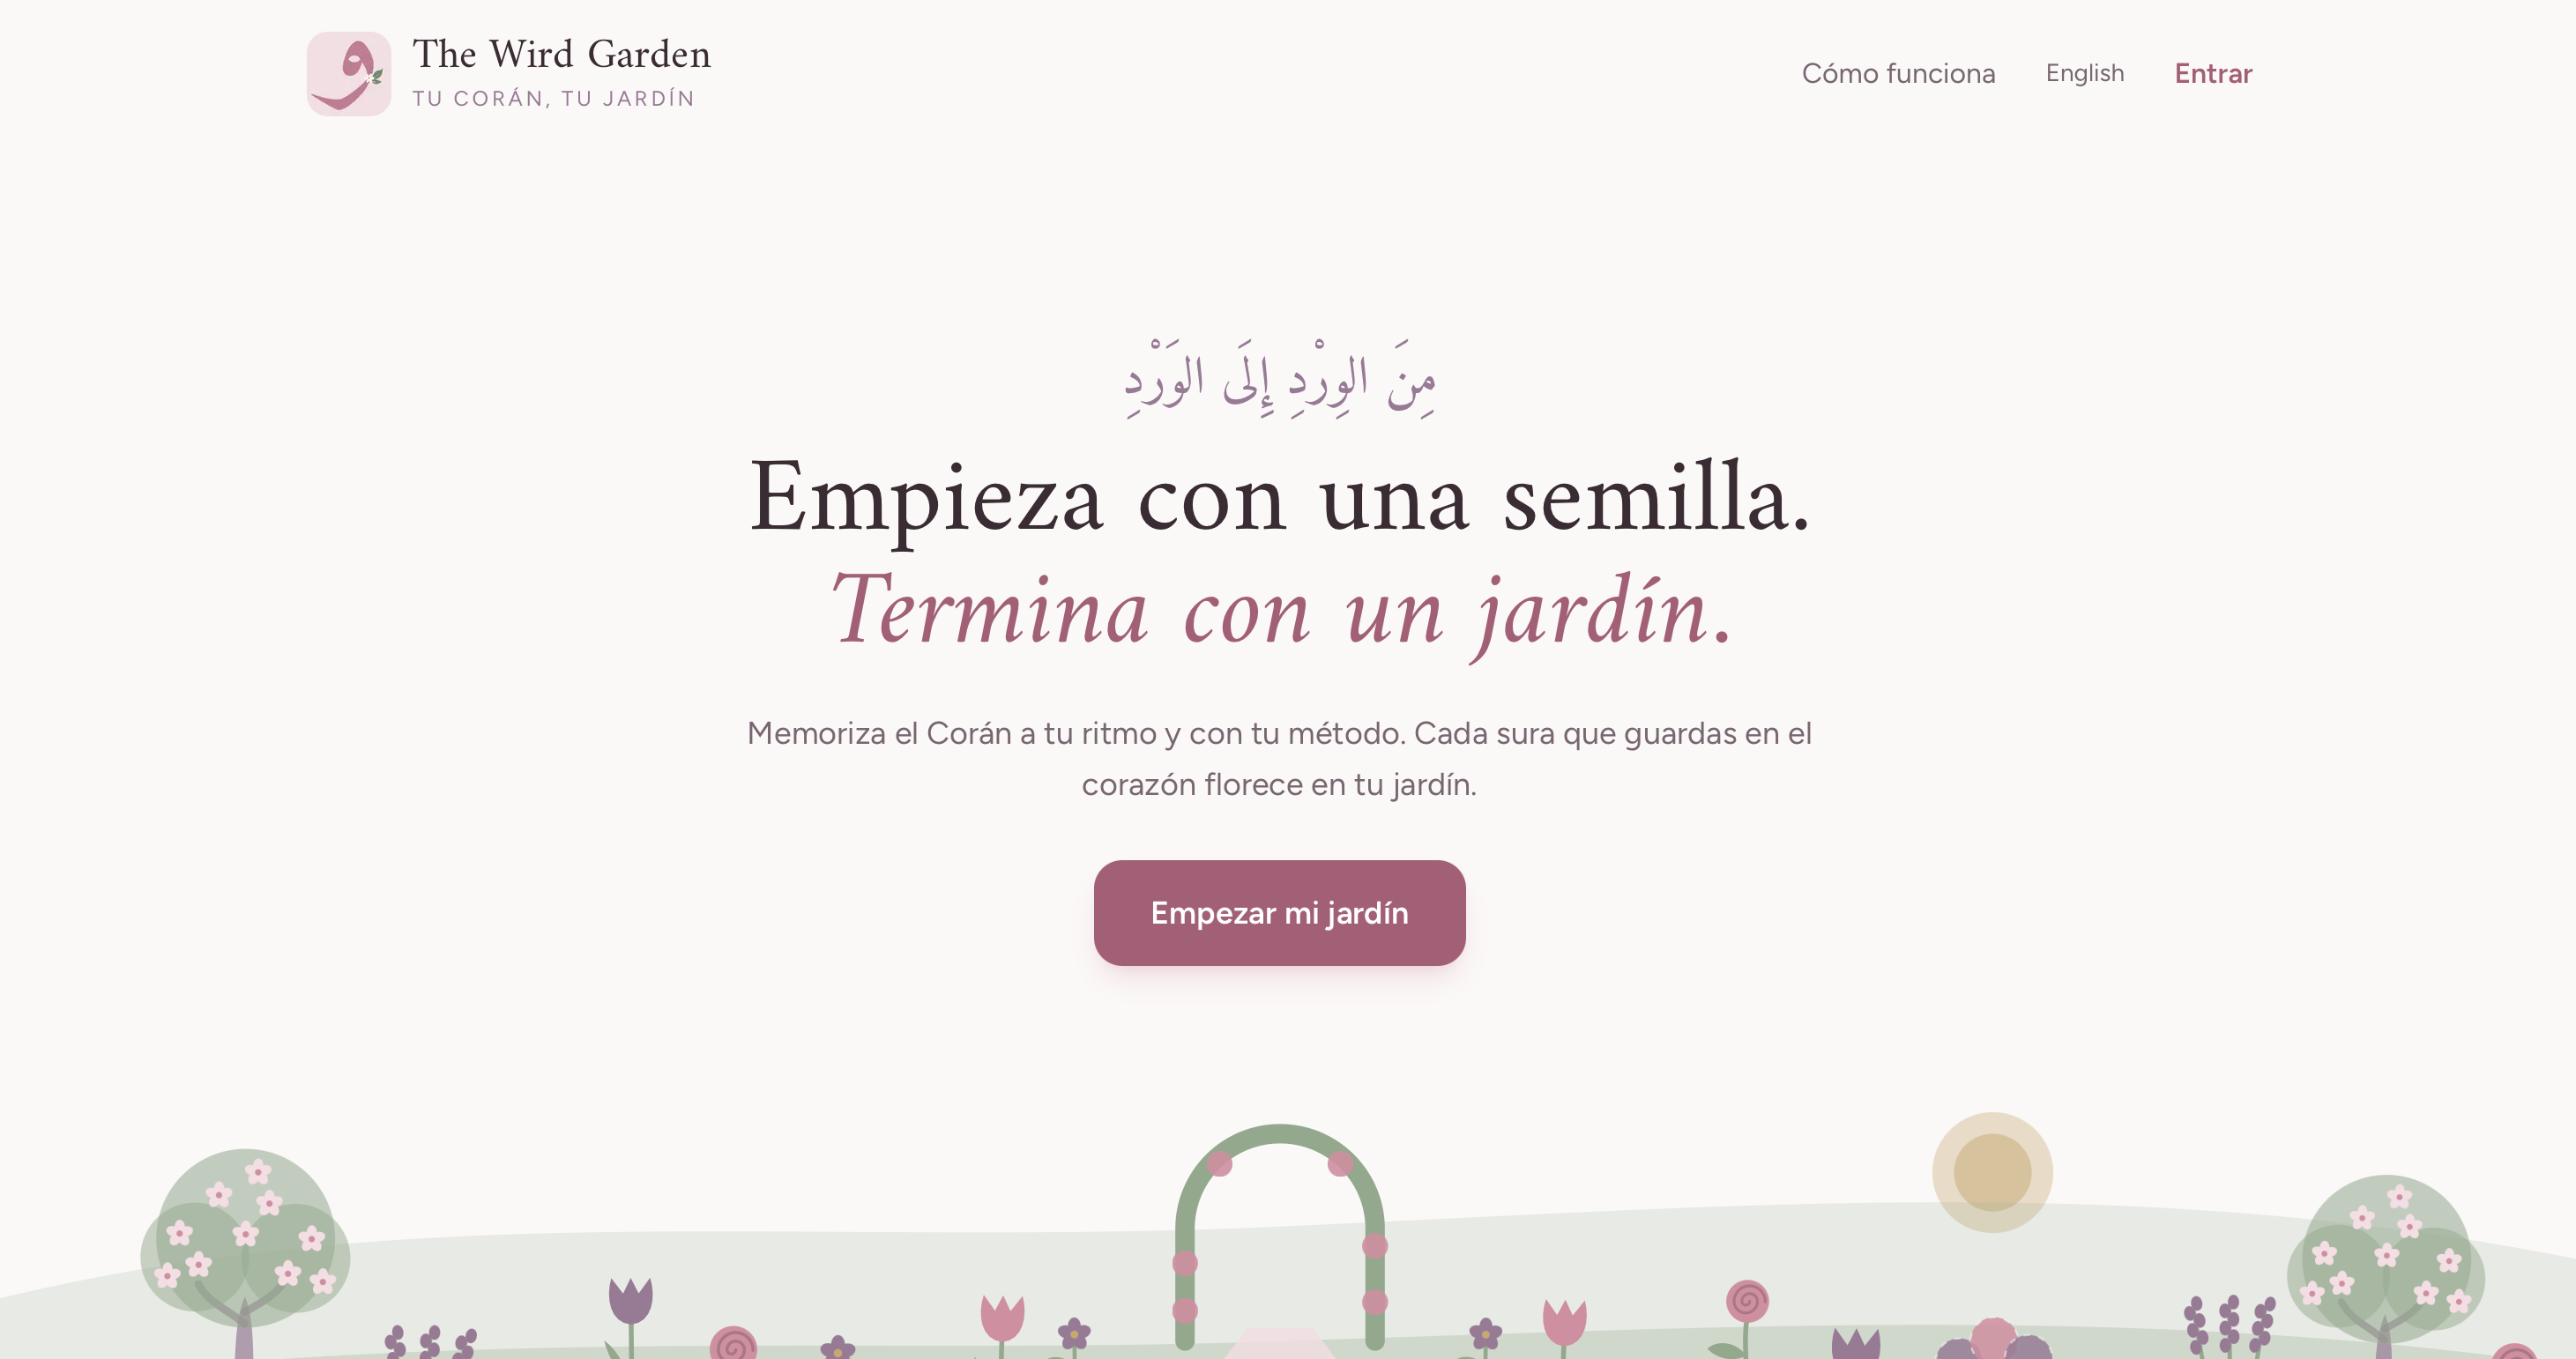 The Wird Garden
TU CORÁN, TU JARDÍN
Cómo funciona
English
Entrar
مِنَ الوِرْدِ إِلَى الوَرْدِ
Empieza con una semilla.
Termina con un jardín.
Memoriza el Corán a tu ritmo y con tu método. Cada sura que guardas en el
corazón florece en tu jardín.
Empezar mi jardín